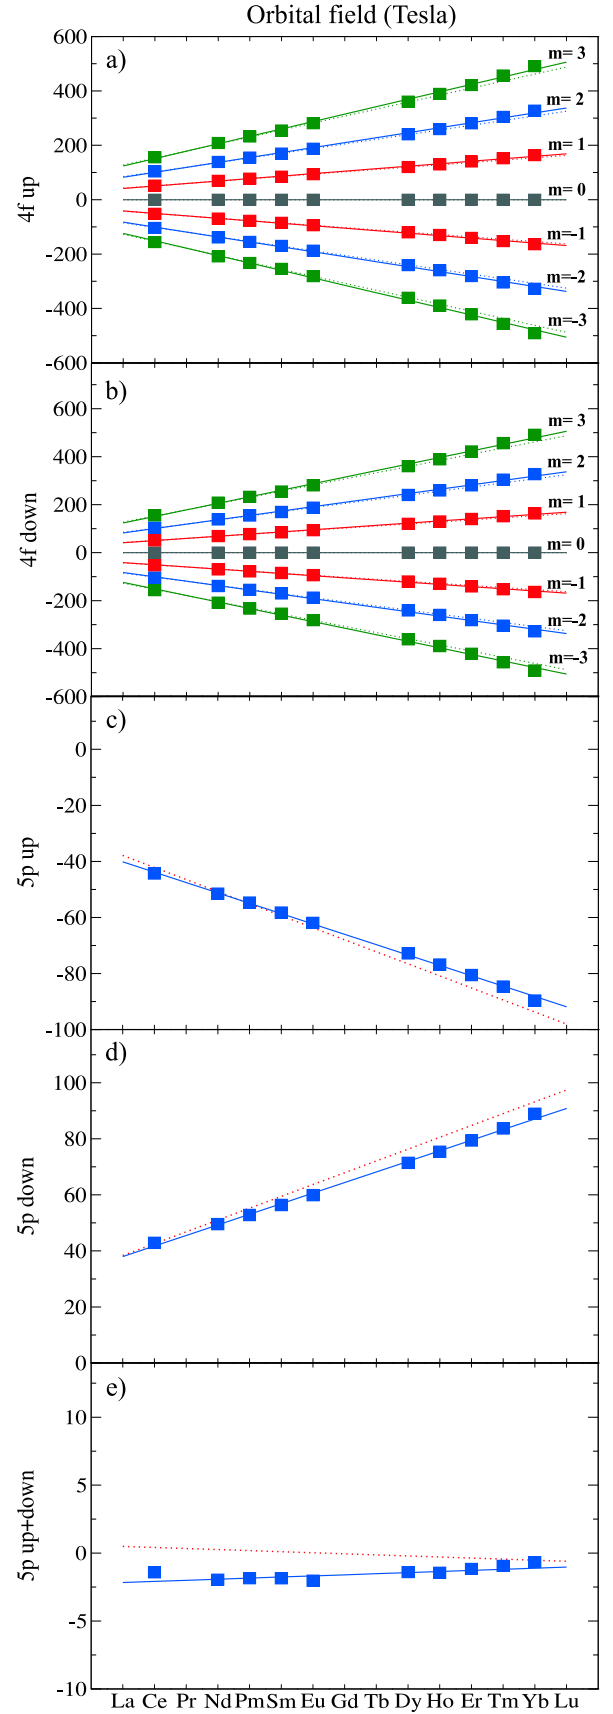 Orbital field (Tesla)
a)
4f up
600
400
200
0
-200
-400
-600
m= 3
m= 2
m= 1
m= 0
m=-1
m=-2
m=-3
b)
4f down
600
400
200
0
-200
-400
-600
m= 3
m= 2
m= 1
m= 0
m=-1
m=-2
m=-3
c)
5p up
0
-20
-40
-60
-80
-100
d)
5p down
100
80
60
40
20
0
e)
5p up+down
10
5
0
-5
-10
La Ce Pr Nd Pm Sm Eu Gd Tb Dy Ho Er Tm Yb Lu